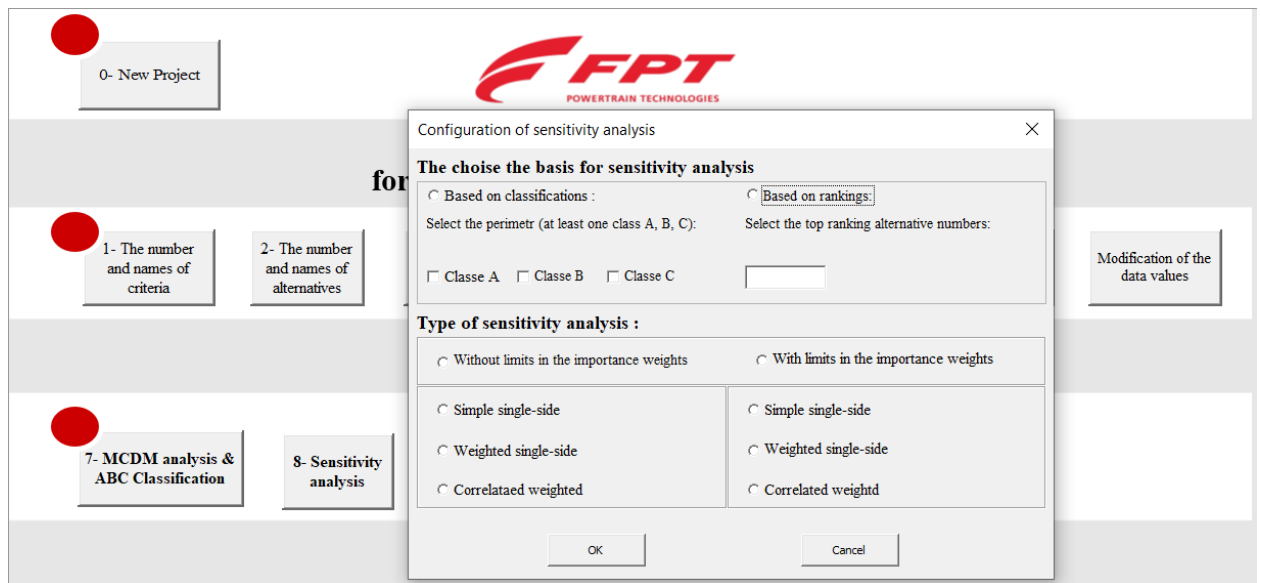 0- New Project
FPT
POWERTRAIN TECHNOLOGIES
Configuration of sensitivity analysis
The choise the basis for sensitivity analysis
for
Based on classifications :
Based on rankings:
Select the perimetr (at least one class A, B, C):
Select the top ranking alternative numbers:
Classe A
Classe B
Classe C
1- The number
and names of
criteria
2- The number
and names of
alternatives
Modification of the
data values
Type of sensitivity analysis :
Without limits in the importance weights
With limits in the importance weights
Simple single-side
Simple single-side
Weighted single-side
Weighted single-side
Correlataed weighted
Correlated weightd
7- MCDM analysis &
ABC Classification
8- Sensitivity
analysis
OK
Cancel